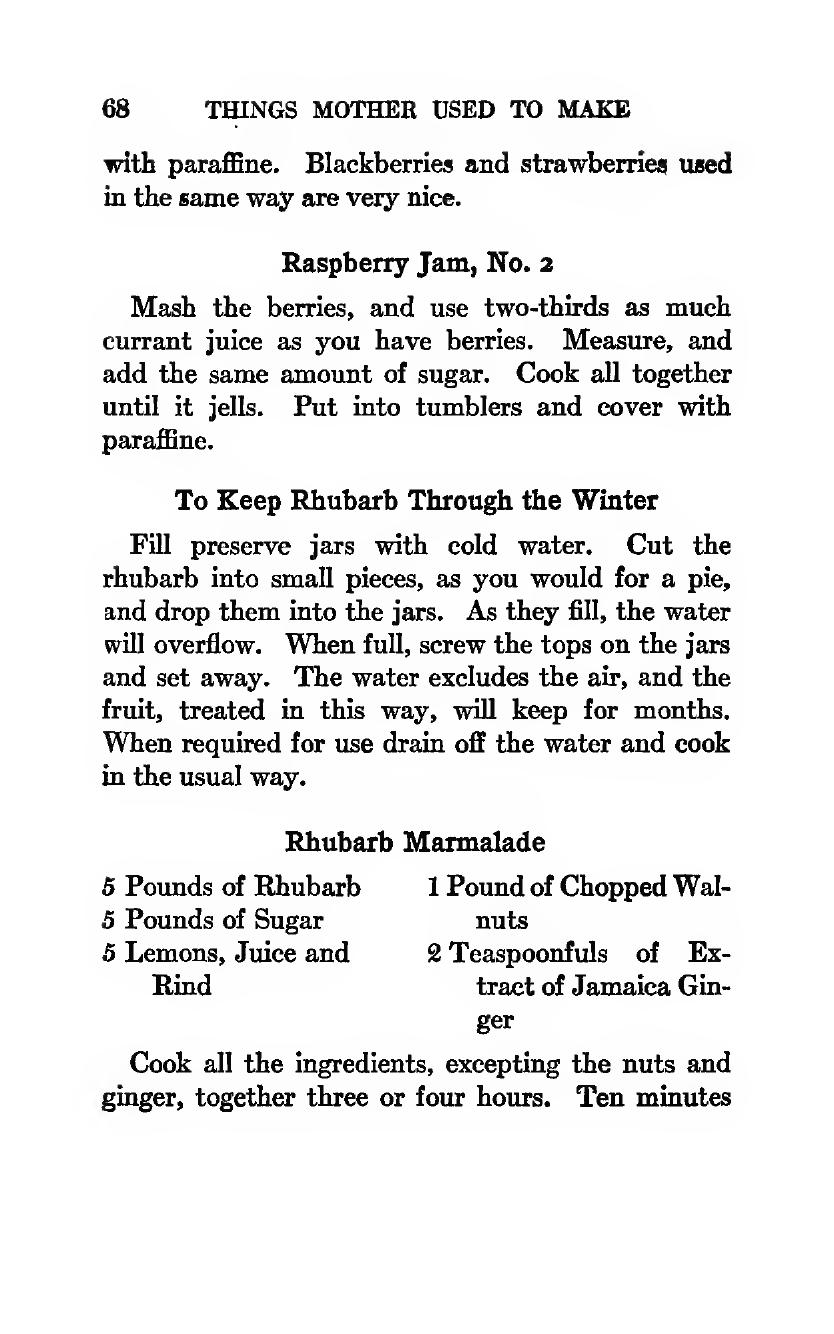 68 THINGS MOTHER USED TO MAKE
with paraffine. Blackberries and strawberries used
in the same way are very nice.
Raspberry Jam, No. 2
Mash the berries, and use two-thirds as much
currant juice as you have berries. Measure, and
add the same amount of sugar. Cook all together
until it jells. Put into tumblers and cover with
paraffine.
To Keep Rhubarb Through the Winter
Fill preserve jars with cold water. Cut the
rhubarb into small pieces, as you would for a pie,
and drop them into the jars. As they fill, the water
will overflow. When full, screw the tops on the jars
and set away. The water excludes the air, and the
fruit, treated in this way, will keep for months.
When required for use drain off the water and cook
in the usual way.
Rhubarb Marmalade
5 Pounds of Rhubarb
5 Pounds of Sugar
5 Lemons, Juice and
Rind
1 Pound of Chopped Wal-
nuts
2 Teaspoonfuls of Ex-
tract of Jamaica Gin-
ger
Cook all the ingredients, excepting the nuts and
ginger, together three or four hours. Ten minutes